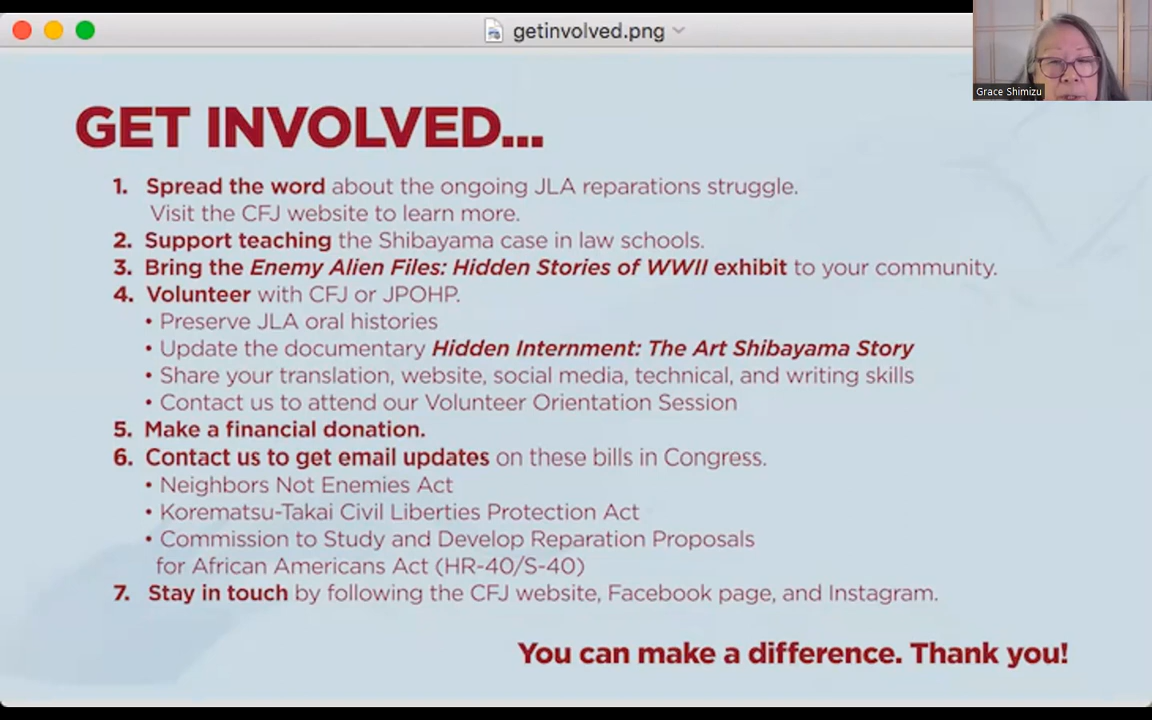 getinvolved.png
Grace Shimizu
GET INVOLVED...
1. Spread the word about the ongoing JLA reparations struggle.
Visit the CFJ website to learn more.
2. Support teaching the Shibayama case in law schools.
3. Bring the Enemy Alien Files: Hidden Stories of WWII exhibit to your community.
4. Volunteer with CFJ or JPOHP.
• Preserve JLA oral histories
• Update the documentary Hidden Internment: The Art Shibayama Story
• Share your translation, website, social media, technical, and writing skills
• Contact us to attend our Volunteer Orientation Session
5. Make a financial donation.
6. Contact us to get email updates on these bills in Congress.
• Neighbors Not Enemies Act
• Korematsu-Takai Civil Liberties Protection Act
• Commission to Study and Develop Reparation Proposals
for African Americans Act (HR-40/S-40)
7. Stay in touch by following the CFJ website, Facebook page, and Instagram.
You can make a difference. Thank you!